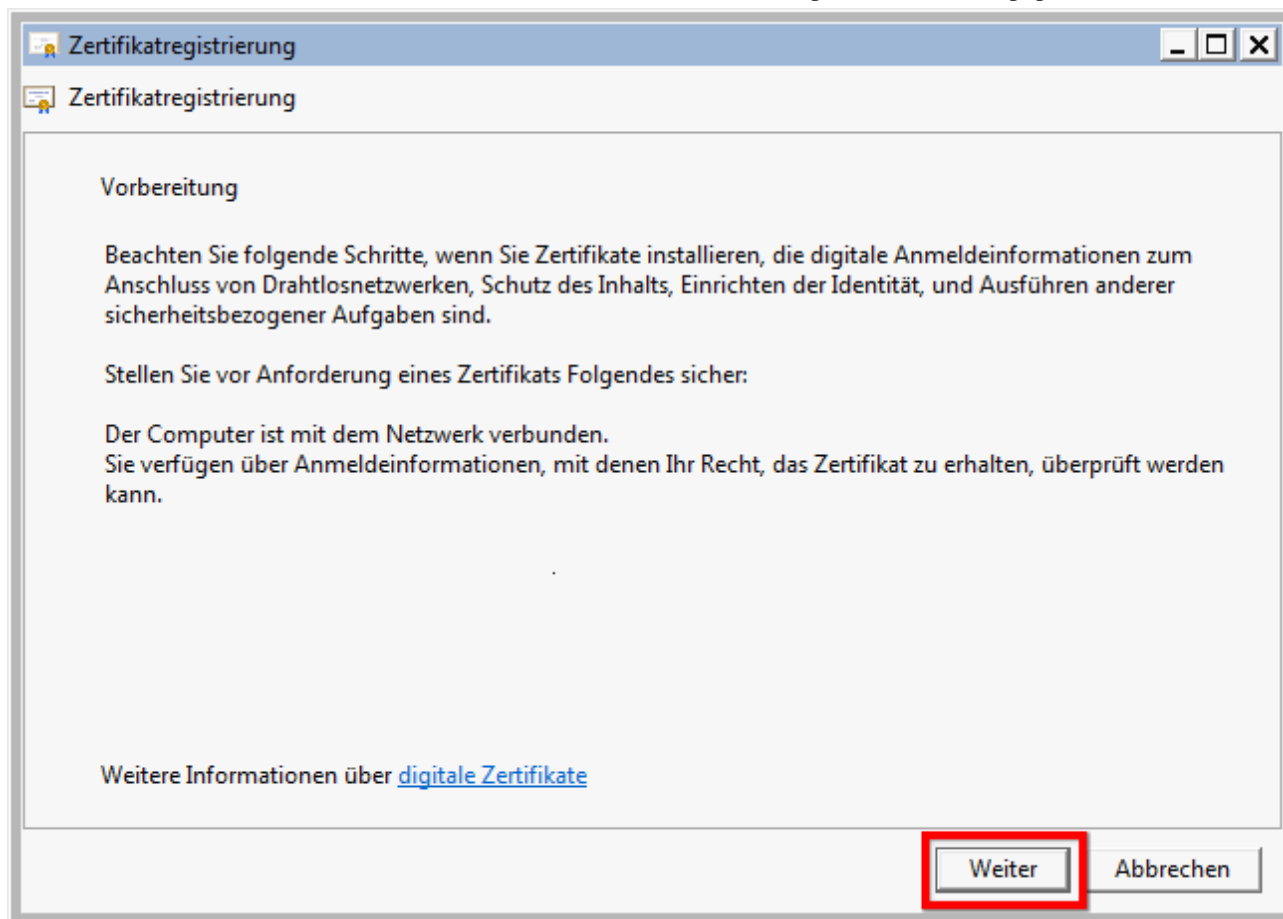 Zertifikatregistrierung
Zertifikatregistrierung
Vorbereitung
Beachten Sie folgende Schritte, wenn Sie Zertifikate installieren, die digitale Anmeldeinformationen zum
Anschluss von Drahtlosnetzwerken, Schutz des Inhalts, Einrichten der Identität, und Ausführen anderer
sicherheitsbezogener Aufgaben sind.
Stellen Sie vor Anforderung eines Zertifikats Folgendes sicher:
Der Computer ist mit dem Netzwerk verbunden.
Sie verfügen über Anmeldeinformationen, mit denen Ihr Recht, das Zertifikat zu erhalten, überprüft werden
kann.
.
Weitere Informationen über digitale Zertifikate
Weiter Abbrechen